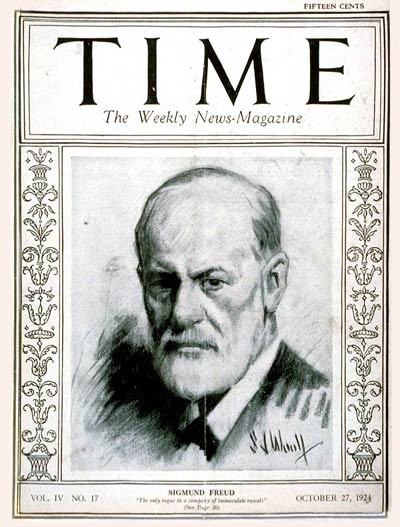 FIFTEEN CENTS
TIME
The Weekly News-Magazine
SIGMUND FREUD
"The only rogue in a company of immaculate rascals"
(See Page 20)
VOL. IV NO. 17
OCTOBER 27, 1924